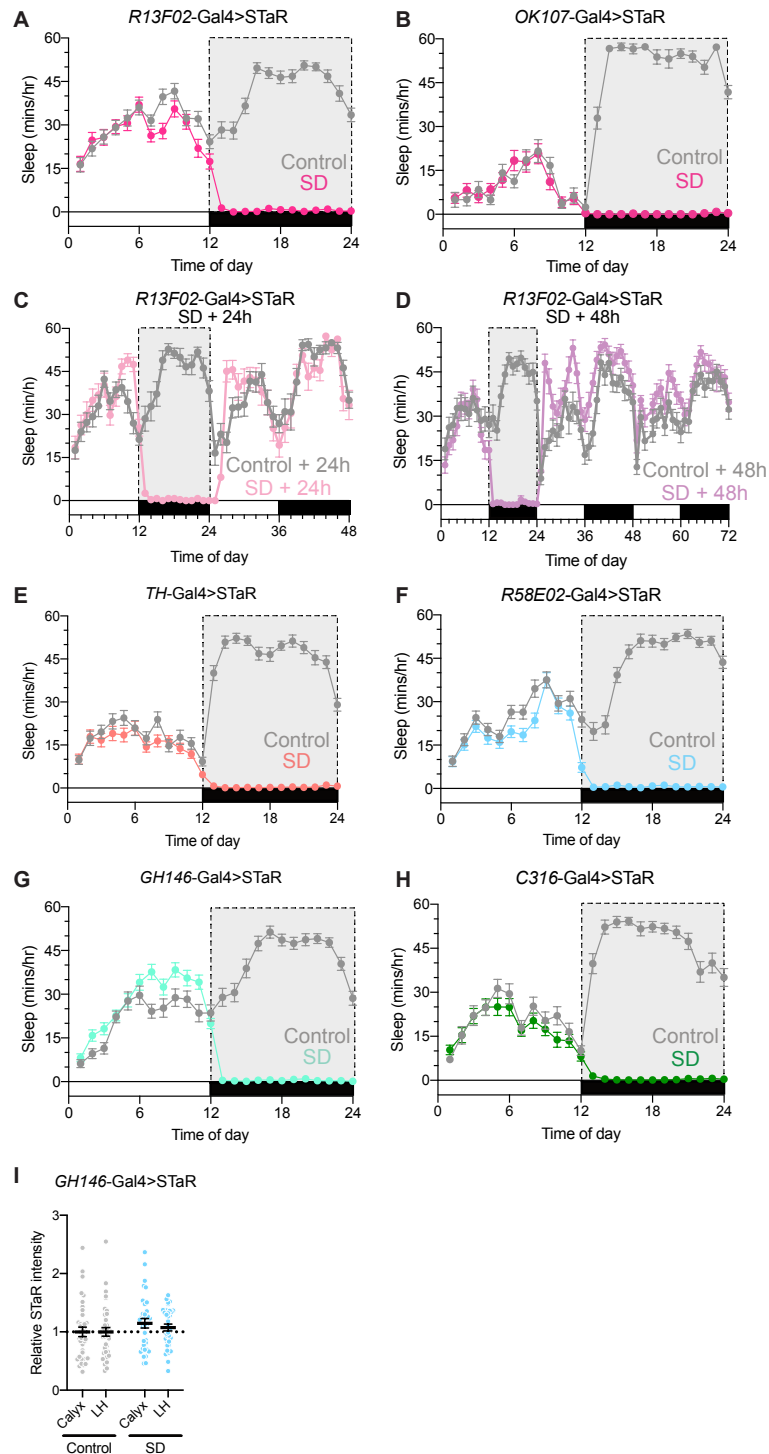 A
R13F02-Gal4>STaR
Sleep (mins/hr)
60
45
30
15
0
Control
SD
0 6 12 18 24
Time of day
B
OK107-Gal4>STaR
Sleep (mins/hr)
60
45
30
15
0
Control
SD
0 6 12 18 24
Time of day
C
R13F02-Gal4>STaR
SD + 24h
Sleep (min/h)
60
50
40
30
20
10
0
Control + 24h
SD + 24h
0 12 24 36 48
Time of day
D
R13F02-Gal4>STaR
SD + 48h
Sleep (min/h)
60
45
30
15
0
Control + 48h
SD + 48h
0 12 24 36 48 60 72
Time of day
E
TH-Gal4>STaR
Sleep (mins/hr)
60
45
30
15
0
Control
SD
0 6 12 18 24
Time of day
F
R58E02-Gal4>STaR
Sleep (mins/hr)
60
45
30
15
0
Control
SD
0 6 12 18 24
Time of day
G
GH146-Gal4>STaR
Sleep (mins/hr)
60
45
30
15
0
Control
SD
0 6 12 18 24
Time of day
H
C316-Gal4>STaR
Sleep (mins/hr)
60
45
30
15
0
Control
SD
0 6 12 18 24
Time of day
I
GH146-Gal4>STaR
Relative STaR intensity
3
2
1
0
Calyx LH Calyx LH
Control SD